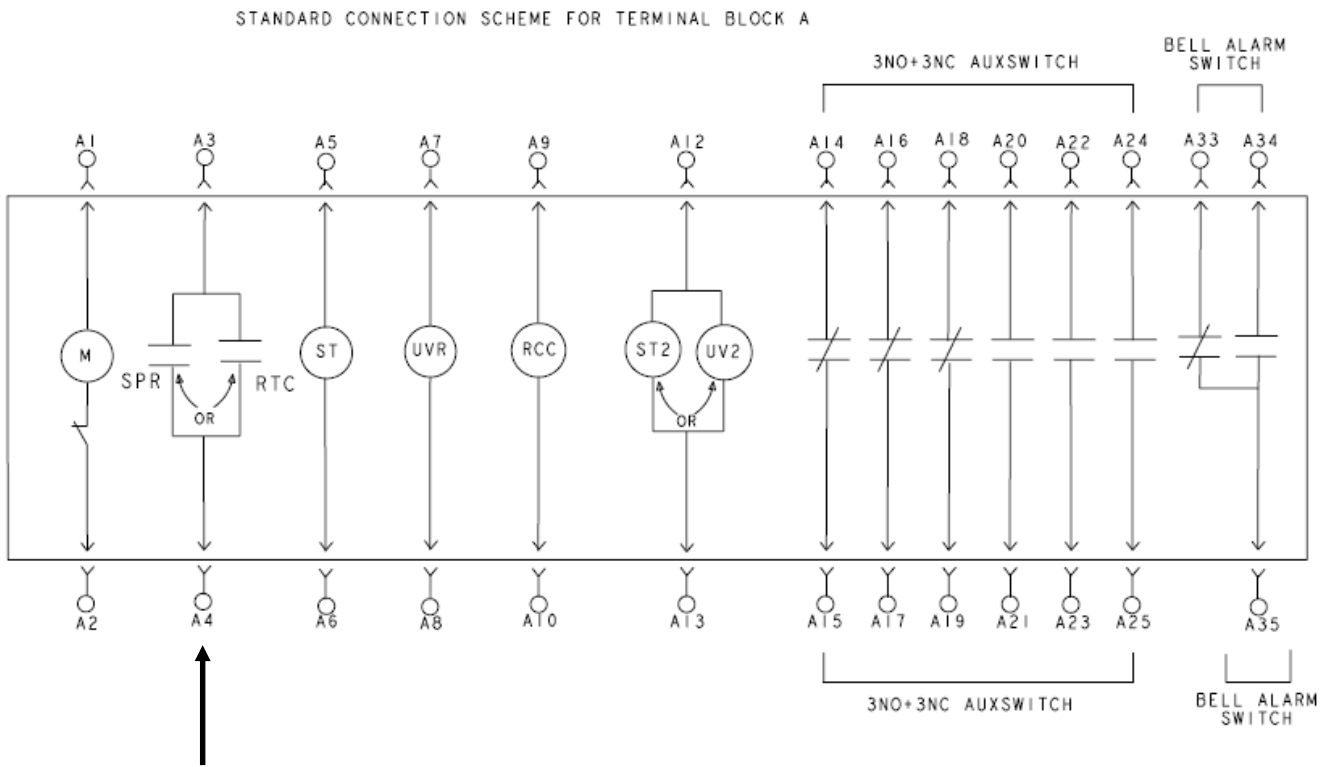 STANDARD CONNECTION SCHEME FOR TERMINAL BLOCK A
3NO+3NC AUXSWITCH
BELL ALARM
SWITCH
A1 A3 A5 A7 A9 A12 A14 A16 A18 A20 A22 A24 A33 A34
M
SPR
RTC
OR
ST
UVR
RCC
ST2
UV2
OR
A2 A4 A6 A8 A10 A13 A15 A17 A19 A21 A23 A25 A35
3NO+3NC AUXSWITCH
BELL ALARM
SWITCH